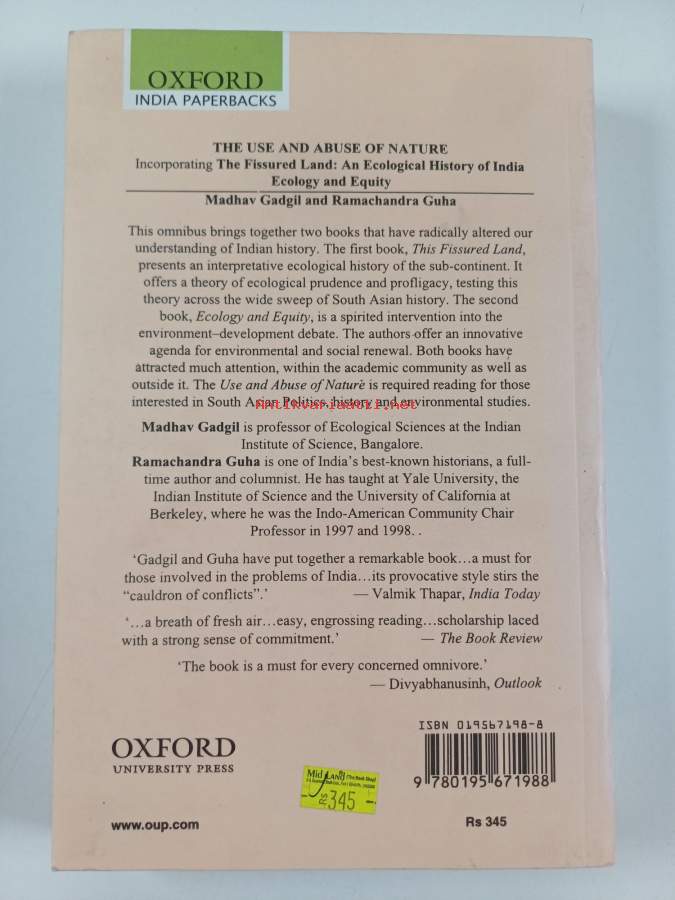 OXFORD
INDIA PAPERBACKS
THE USE AND ABUSE OF NATURE
Incorporating The Fissured Land: An Ecological History of India
Ecology and Equity
Madhav Gadgil and Ramachandra Guha
This omnibus brings together two books that have radically altered our
understanding of Indian history. The first book, This Fissured Land,
presents an interpretative ecological history of the sub-continent. It
offers a theory of ecological prudence and profligacy, testing this
theory across the wide sweep of South Asian history. The second
book, Ecology and Equity, is a spirited intervention into the
environment–development debate. The authors offer an innovative
agenda for environmental and social renewal. Both books have
attracted much attention, within the academic community as well as
outside it. The Use and Abuse of Nature is required reading for those
interested in South Asian Politics, history and environmental studies.
Antikvariaatti.net
Madhav Gadgil is professor of Ecological Sciences at the Indian
Institute of Science, Bangalore.
Ramachandra Guha is one of India's best-known historians, a full-
time author and columnist. He has taught at Yale University, the
Indian Institute of Science and the University of California at
Berkeley, where he was the Indo-American Community Chair
Professor in 1997 and 1998. .
‘Gadgil and Guha have put together a remarkable book…a must for
those involved in the problems of India…its provocative style stirs the
“cauldron of conflicts”.’ — Valmik Thapar, India Today
‘…a breath of fresh air…easy, engrossing reading…scholarship laced
with a strong sense of commitment.’ — The Book Review
‘The book is a must for every concerned omnivore.’
— Divyabhanusinh, Outlook
ISBN 019567198-8
9 780195 671988
OXFORD
UNIVERSITY PRESS
Mid LAND (The Book Shop)
RS 345
www.oup.com
Rs 345